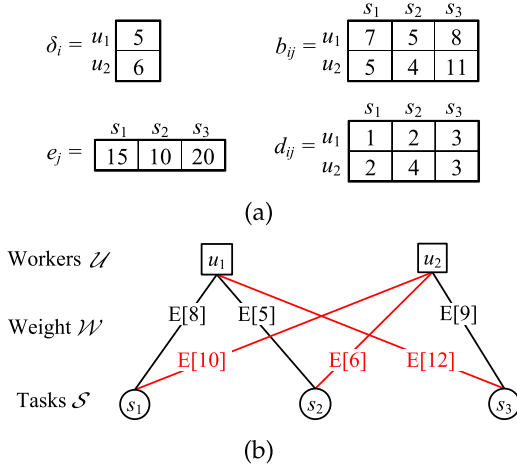 δᵢ = u₁ 5
u₂ 6
s₁ s₂ s₃
bᵢⱼ = u₁ 7 5 8
u₂ 5 4 11
s₁ s₂ s₃
eⱼ = 15 10 20
s₁ s₂ s₃
dᵢⱼ = u₁ 1 2 3
u₂ 2 4 3
(a)
Workers 𝒰 u₁ u₂
Weight 𝒲 E[8] E[5] E[9]
E[10] E[6] E[12]
Tasks 𝒮 s₁ s₂ s₃
(b)